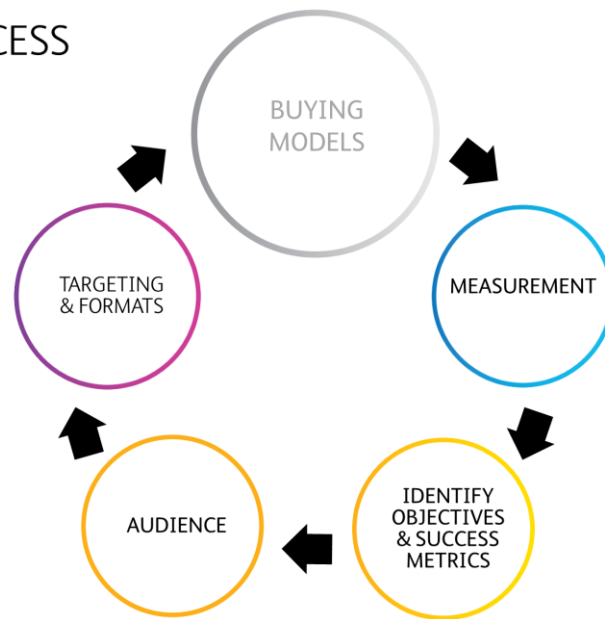 CESS
BUYING
MODELS
TARGETING
& FORMATS
MEASUREMENT
AUDIENCE
IDENTIFY
OBJECTIVES
& SUCCESS
METRICS